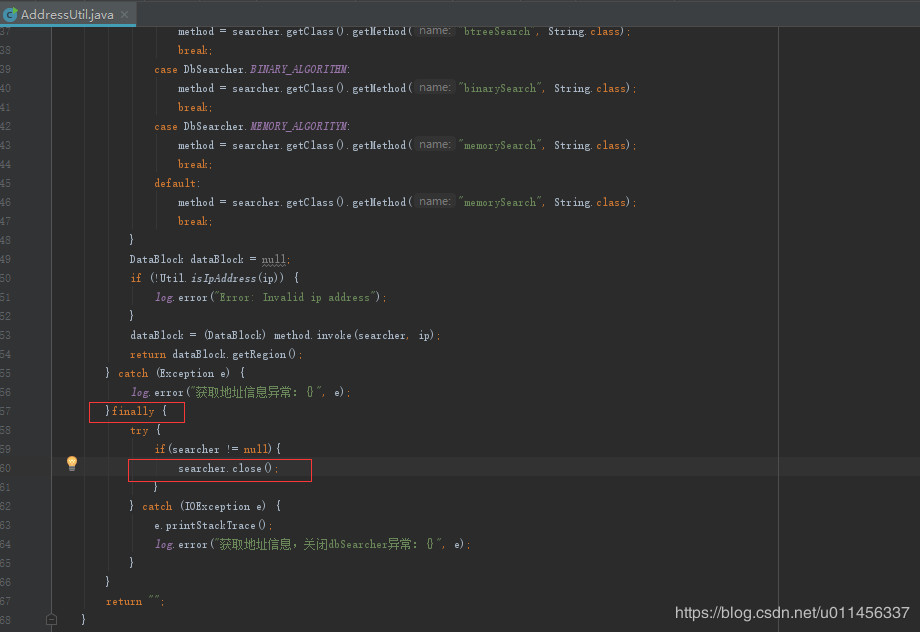 AddressUtil.java
37 method = searcher.getClass().getMethod( name: "btreeSearch", String.class);
38 break;
39 case DbSearcher.BINARY_ALGORITHM:
40 method = searcher.getClass().getMethod( name: "binarySearch", String.class);
41 break;
42 case DbSearcher.MEMORY_ALGORITYM:
43 method = searcher.getClass().getMethod( name: "memorySearch", String.class);
44 break;
45 default:
46 method = searcher.getClass().getMethod( name: "memorySearch", String.class);
47 break;
48 }
49 DataBlock dataBlock = null;
50 if (!Util.isIpAddress(ip)) {
51 log.error("Error: Invalid ip address");
52 }
53 dataBlock = (DataBlock) method.invoke(searcher, ip);
54 return dataBlock.getRegion();
55 } catch (Exception e) {
56 log.error("获取地址信息异常: {}", e);
57 }finally {
58 try {
59 if(searcher != null){
60 searcher.close();
61 }
62 } catch (IOException e) {
63 e.printStackTrace();
64 log.error("获取地址信息，关闭dbSearcher异常: {}", e);
65 }
66 }
67 return "";
68 }
https://blog.csdn.net/u011456337